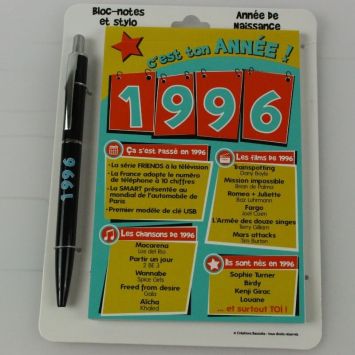 Bloc-notes
et stylo
Année de
Naissance
c'est ton ANNÉE !
1996
1996
Ça s'est passé en 1996
- La série FRIENDS à la télévision
- La France adopte le numéro
de téléphone à 10 chiffres
- La SMART présentée au
mondial de l'automobile de
Paris
- Premier modèle de clé USB
Les films de 1996
Trainspotting
Dany Boyle
Mission impossible
Brian de Palma
Romeo + Juliette
Baz Luhrmann
Fargo
Joel Coen
L'Armée des douze singes
Terry Gilliam
Mars attacks
Tim Burton
Les chansons de 1996
Macarena
Los del Rio
Partir un jour
2 BE 3
Wannabe
Spice Girls
Freed from desire
Gala
Aïcha
Khaled
Ils sont nés en 1996
Sophie Turner
Birdy
Kenji Girac
Louane
... et surtout TOI !